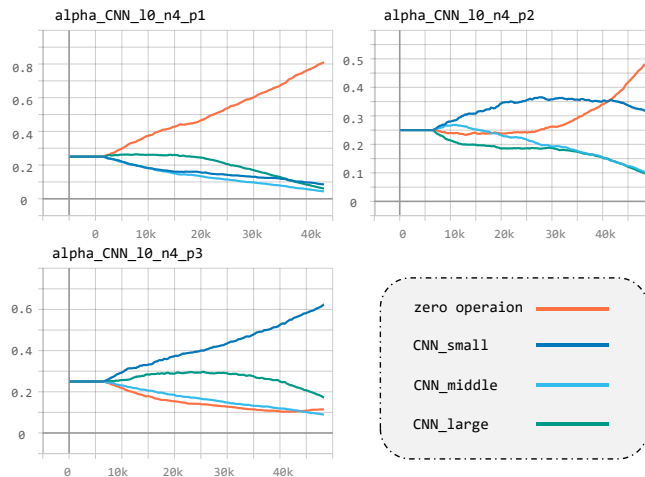 alpha_CNN_l0_n4_p1
alpha_CNN_l0_n4_p2
0.8
0.6
0.4
0.2
0
0 10k 20k 30k 40k
0.5
0.4
0.3
0.2
0.1
0
0 10k 20k 30k 40k
alpha_CNN_l0_n4_p3
0.6
0.4
0.2
0
0 10k 20k 30k 40k
zero operaion
CNN_small
CNN_middle
CNN_large